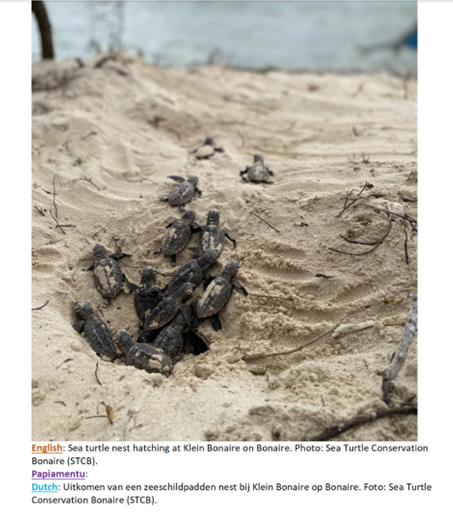 English: Sea turtle nest hatching at Klein Bonaire on Bonaire. Photo: Sea Turtle Conservation
Bonaire (STCB).
Papiamentu:
Dutch: Uitkomen van een zeeschildpadden nest bij Klein Bonaire op Bonaire. Foto: Sea Turtle
Conservation Bonaire (STCB).